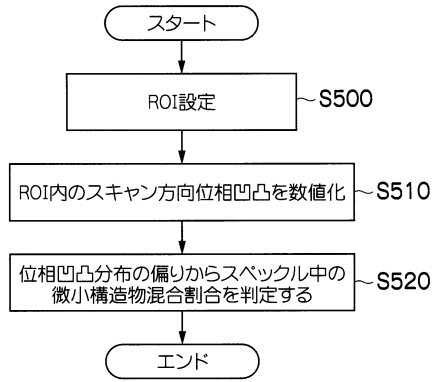 スタート
ROI設定
S500
ROI内のスキャン方向位相凹凸を数値化
S510
位相凹凸分布の偏りからスペックル中の
微小構造物混合割合を判定する
S520
エンド